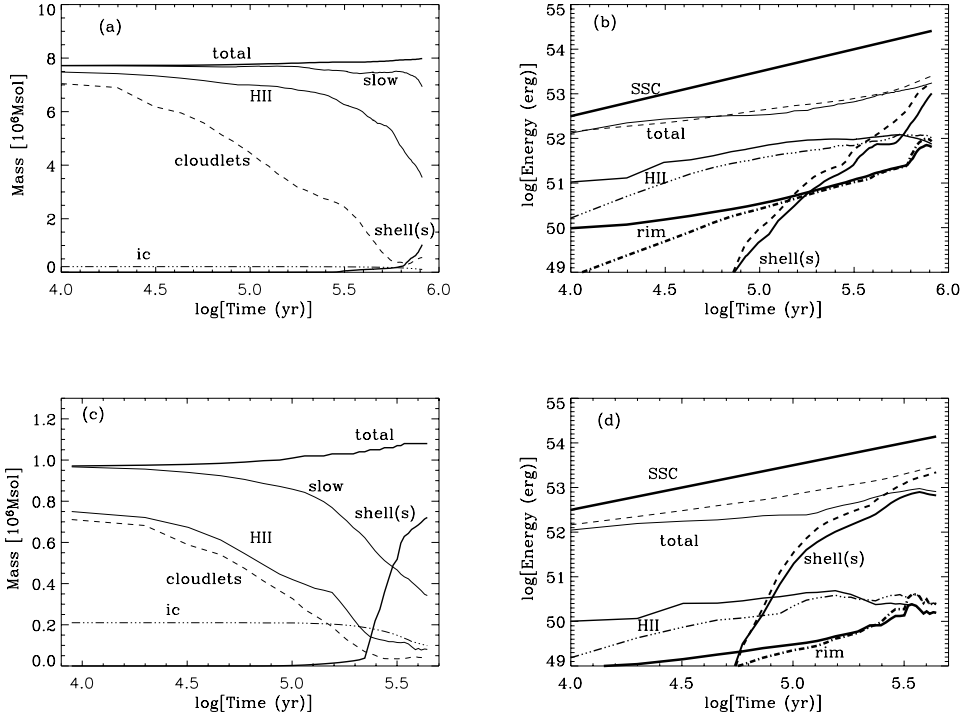 (a)
total
slow
HII
cloudlets
shell(s)
ic
10
8
6
4
2
0
Mass [10⁶Msol]
4.0 4.5 5.0 5.5 6.0
log[Time (yr)]
(b)
SSC
total
HII
rim
shell(s)
55
54
53
52
51
50
49
log[Energy (erg)]
4.0 4.5 5.0 5.5 6.0
log[Time (yr)]
(c)
total
slow
shell(s)
HII
cloudlets
ic
1.2
1.0
0.8
0.6
0.4
0.2
0.0
Mass [10⁶Msol]
4.0 4.5 5.0 5.5
log[Time (yr)]
(d)
SSC
total
shell(s)
HII
rim
55
54
53
52
51
50
49
log[Energy (erg)]
4.0 4.5 5.0 5.5
log[Time (yr)]